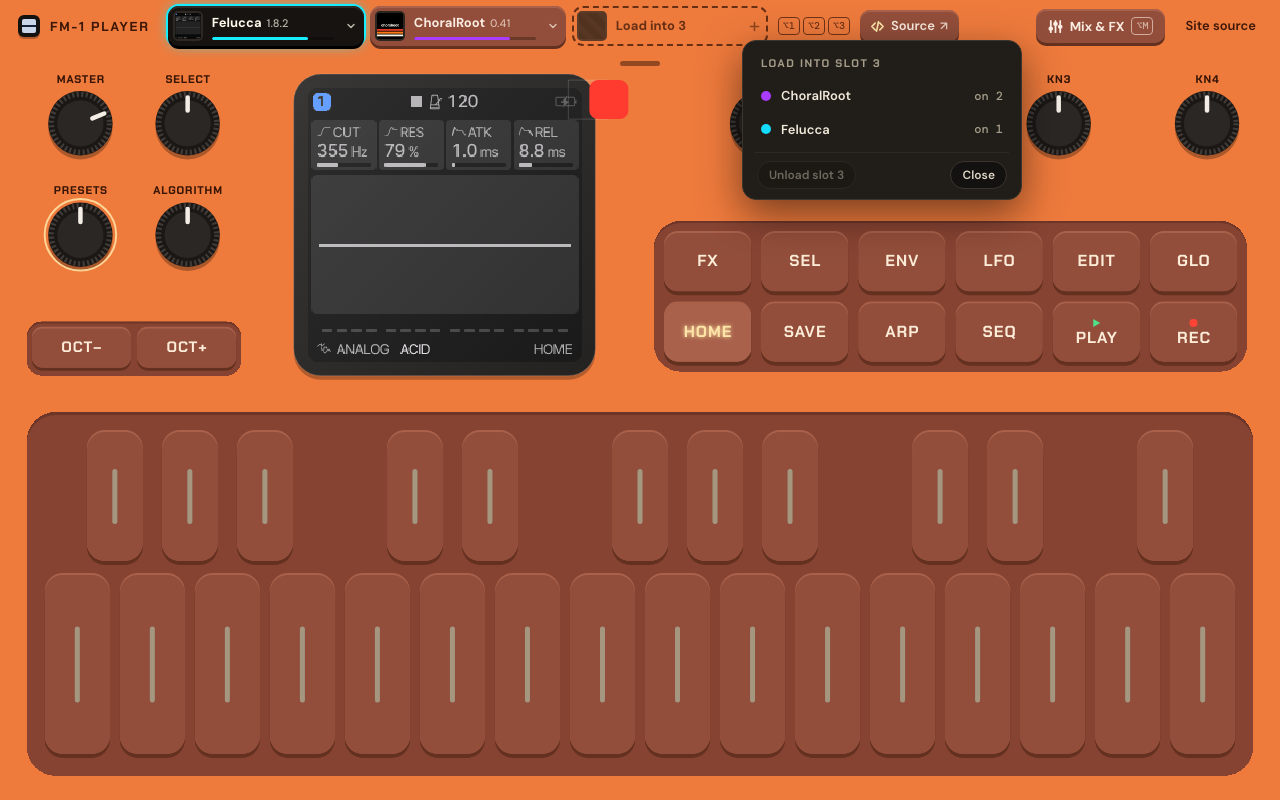 FM-1 PLAYER
Felucca 1.8.2
ChoralRoot 0.41
Load into 3
⌥1 ⌥2 ⌥3
Source
Mix & FX ⌥M
Site source
LOAD INTO SLOT 3
ChoralRoot on 2
Felucca on 1
Unload slot 3
Close
MASTER
SELECT
KN3
KN4
PRESETS
ALGORITHM
1
120
CUT
355 Hz
RES
79 %
ATK
1.0 ms
REL
8.8 ms
ANALOG ACID
HOME
OCT−
OCT+
FX
SEL
ENV
LFO
EDIT
GLO
HOME
SAVE
ARP
SEQ
PLAY
REC